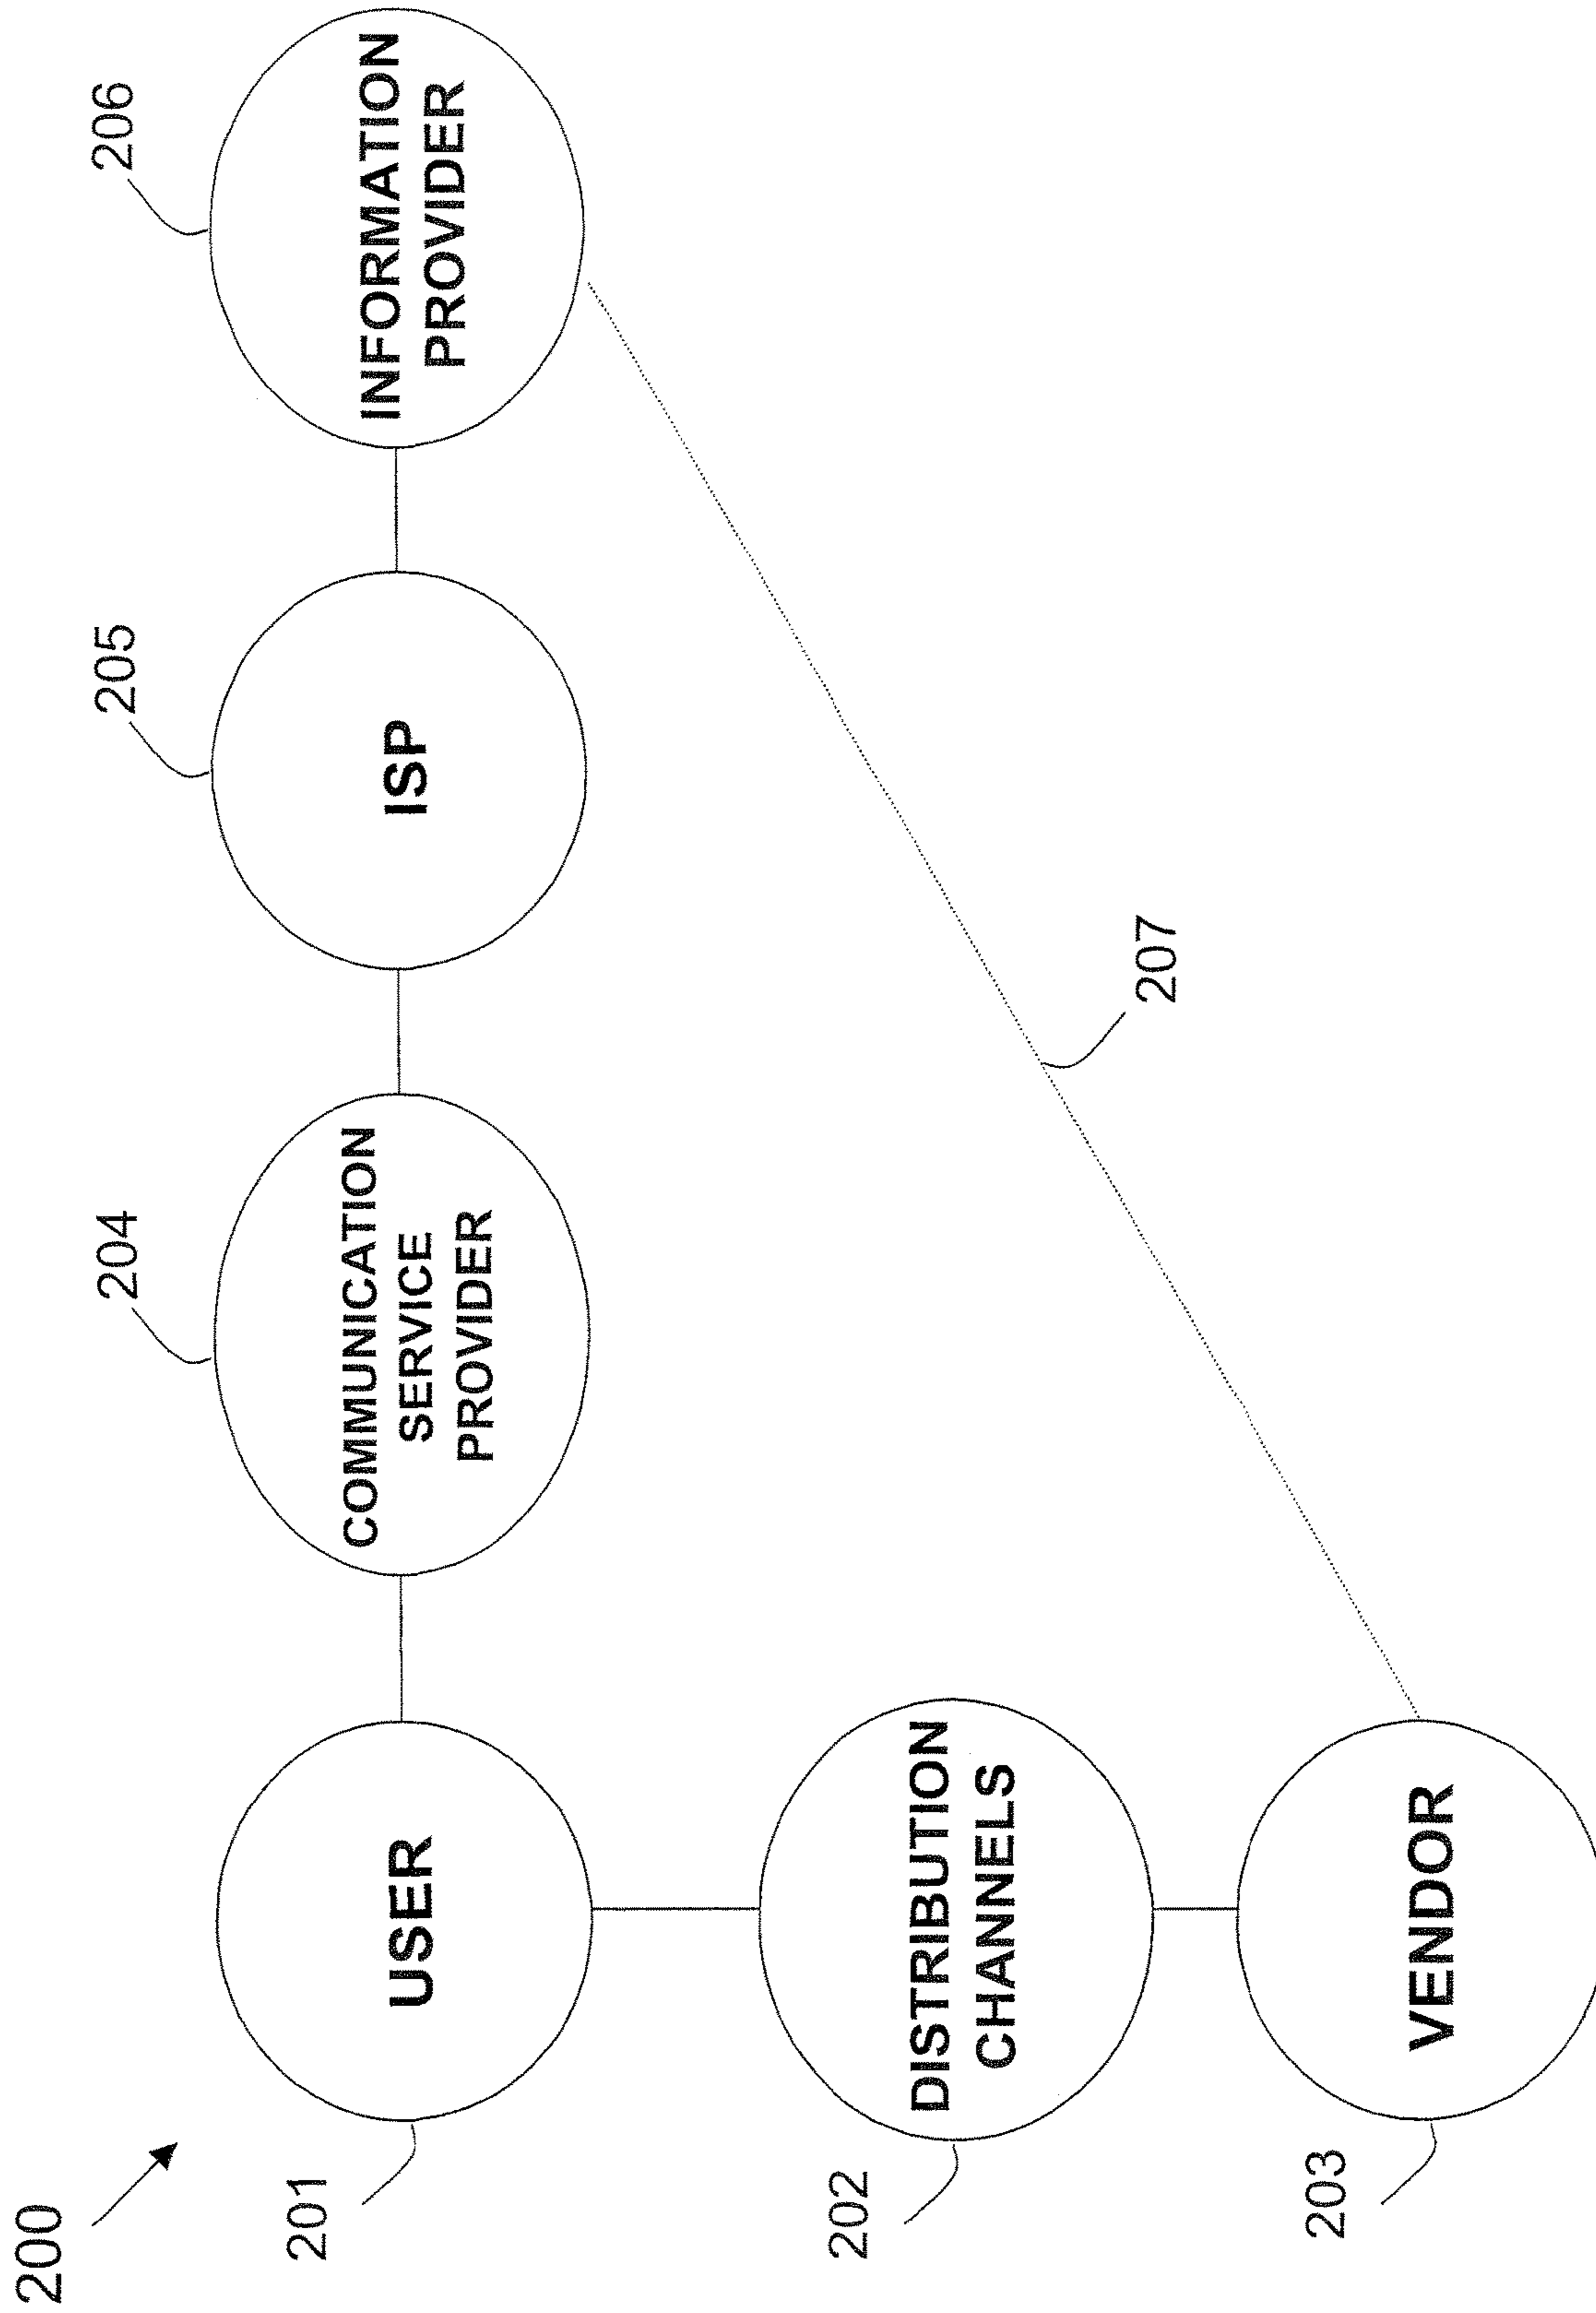 200
201
USER
204
COMMUNICATION
SERVICE
PROVIDER
205
ISP
206
INFORMATION
PROVIDER
202
DISTRIBUTION
CHANNELS
207
203
VENDOR